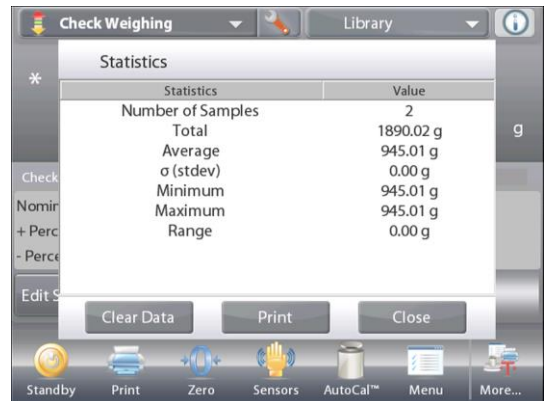 Check Weighing
Library
Statistics
*
g
Statistics Value
Number of Samples 2
Total 1890.02 g
Average 945.01 g
σ (stdev) 0.00 g
Minimum 945.01 g
Maximum 945.01 g
Range 0.00 g
Check
Nomin
+ Perc
- Perce
Edit S
Clear Data Print Close
Standby Print Zero Sensors AutoCal™ Menu More...